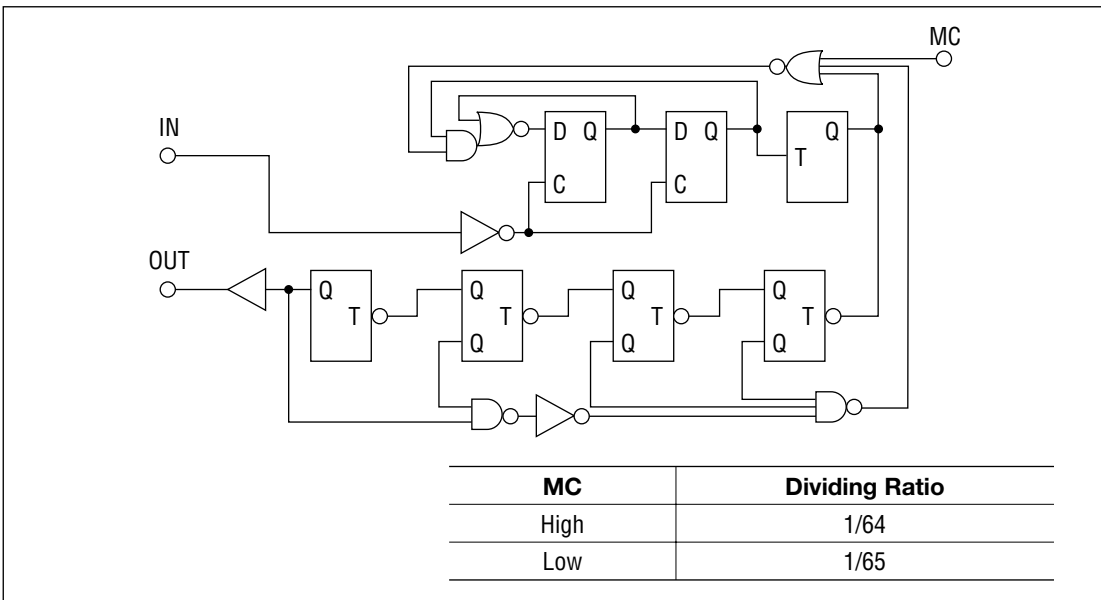 MC
IN
D Q
D Q
Q
T
C
C
OUT
Q
Q
Q
Q
T
T
T
T
Q
Q
Q
MC Dividing Ratio
High 1/64
Low 1/65